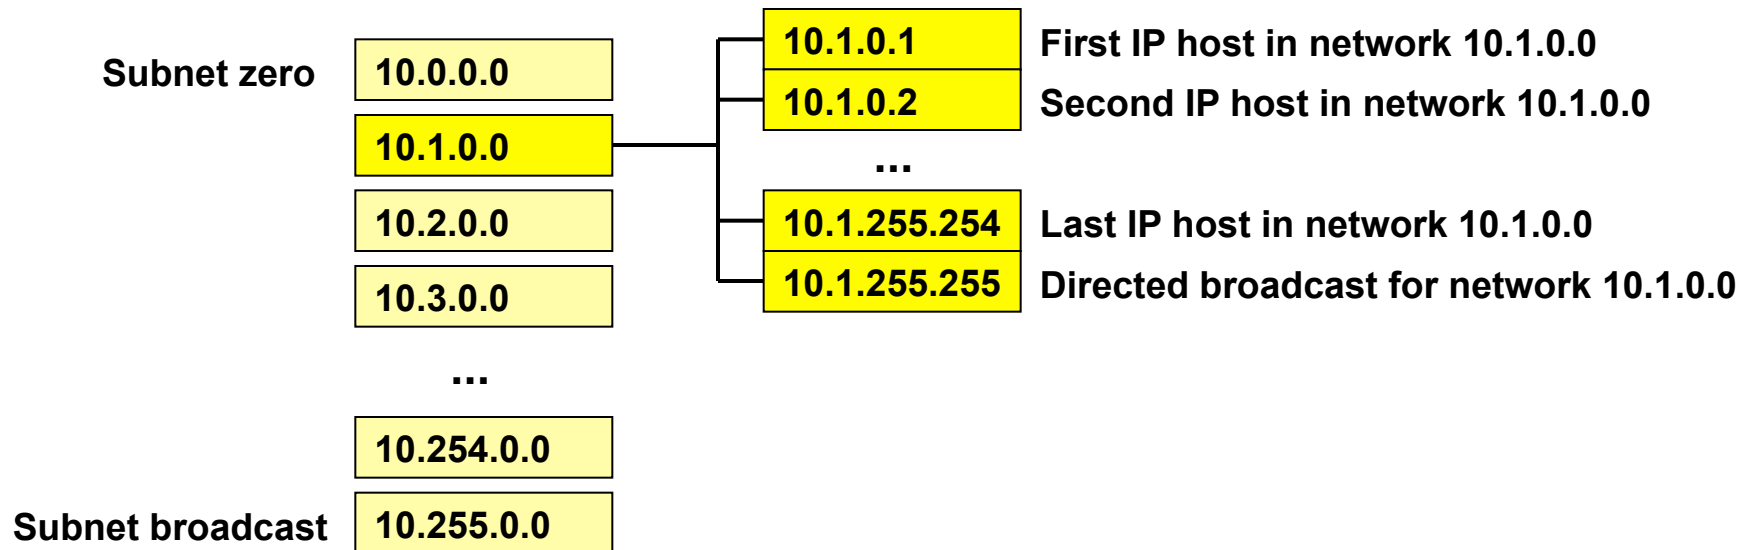 Subnet zero
10.0.0.0
10.1.0.0
10.2.0.0
10.3.0.0
...
10.254.0.0
Subnet broadcast
10.255.0.0
10.1.0.1
First IP host in network 10.1.0.0
10.1.0.2
Second IP host in network 10.1.0.0
...
10.1.255.254
Last IP host in network 10.1.0.0
10.1.255.255
Directed broadcast for network 10.1.0.0